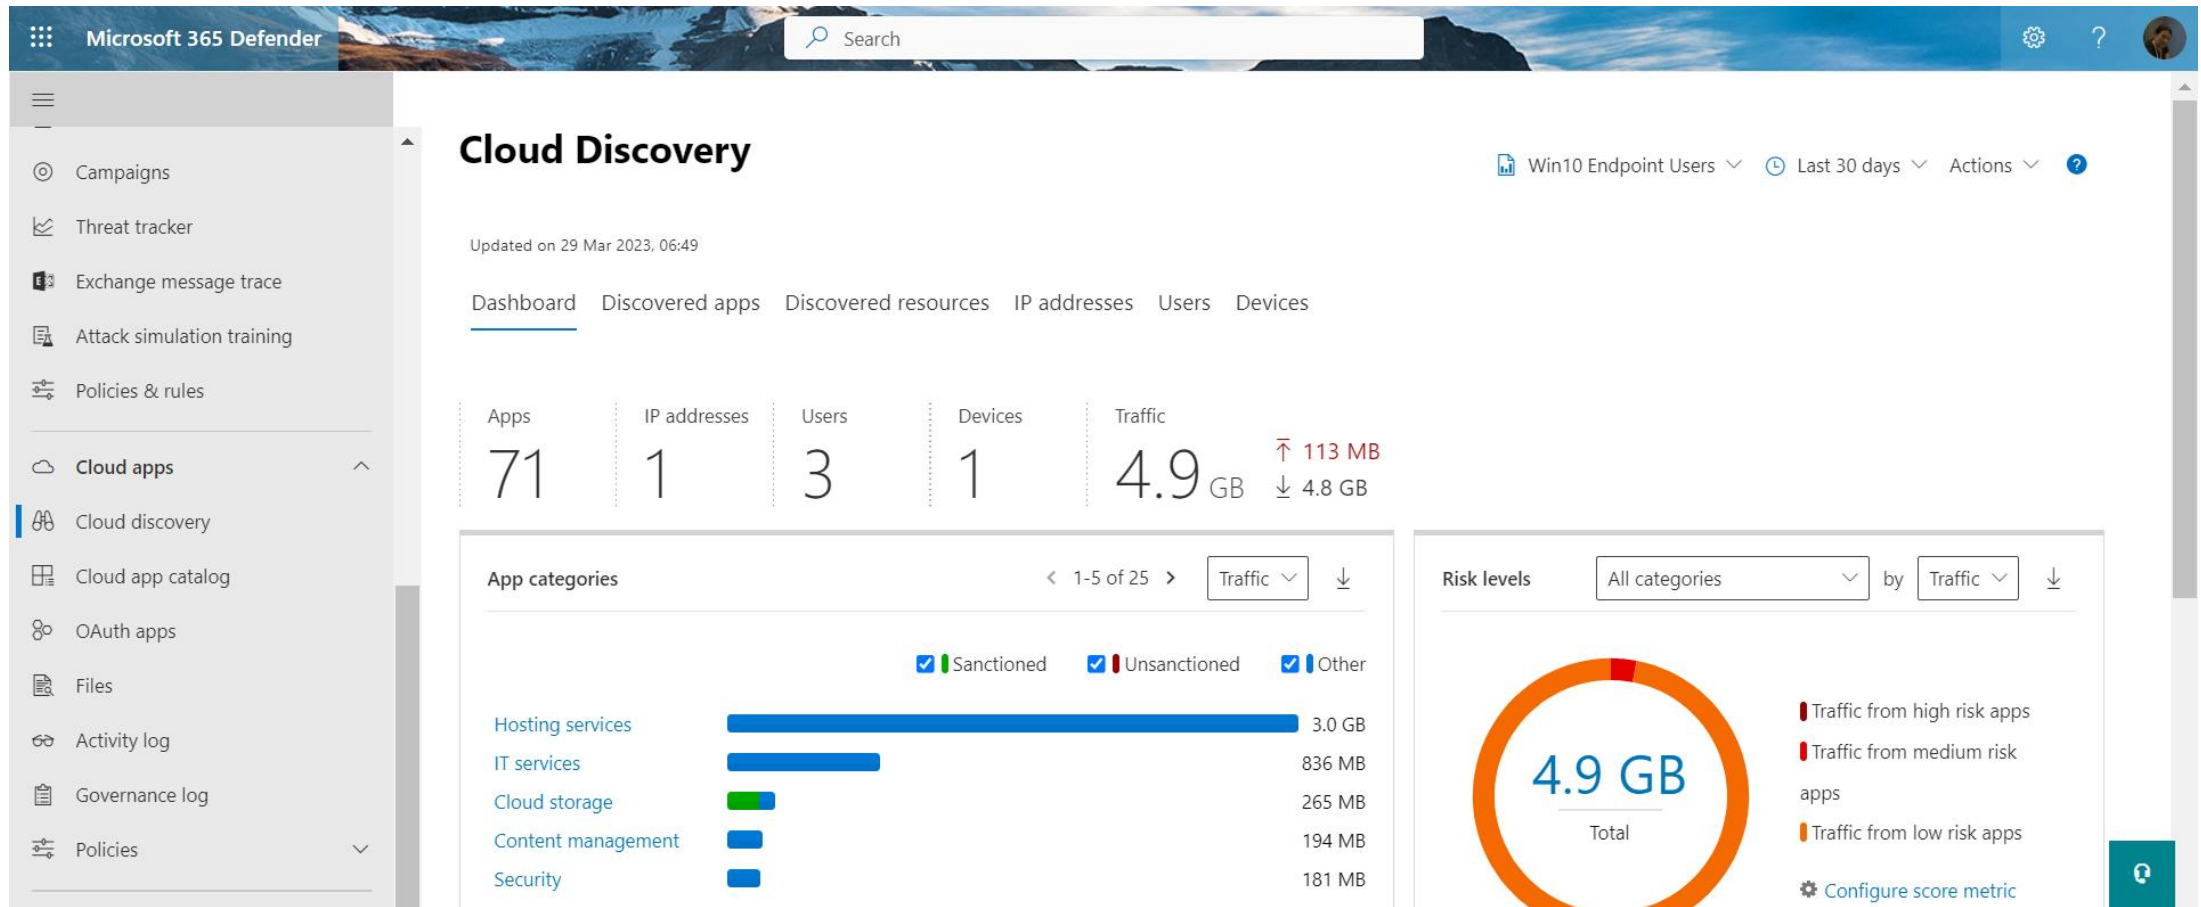 Microsoft 365 Defender
Search
?
Campaigns
Threat tracker
Exchange message trace
Attack simulation training
Policies & rules
Cloud apps
Cloud discovery
Cloud app catalog
OAuth apps
Files
Activity log
Governance log
Policies
Cloud Discovery
Win10 Endpoint Users
Last 30 days
Actions
?
Updated on 29 Mar 2023, 06:49
Dashboard Discovered apps Discovered resources IP addresses Users Devices
Apps IP addresses Users Devices Traffic
71 1 3 1 4.9 GB
113 MB
4.8 GB
App categories
1-5 of 25
Traffic
Sanctioned Unsanctioned Other
Hosting services 3.0 GB
IT services 836 MB
Cloud storage 265 MB
Content management 194 MB
Security 181 MB
Risk levels
All categories
by
Traffic
4.9 GB
Total
Traffic from high risk apps
Traffic from medium risk
apps
Traffic from low risk apps
Configure score metric